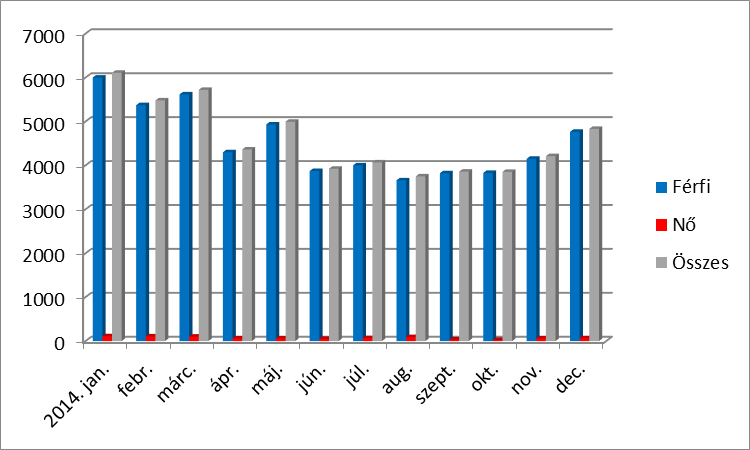 7000
6000
5000
4000
3000
2000
1000
0
2014. jan.
febr.
márc.
ápr.
máj.
jún.
júl.
aug.
szept.
okt.
nov.
dec.
Férfi
Nő
Összes